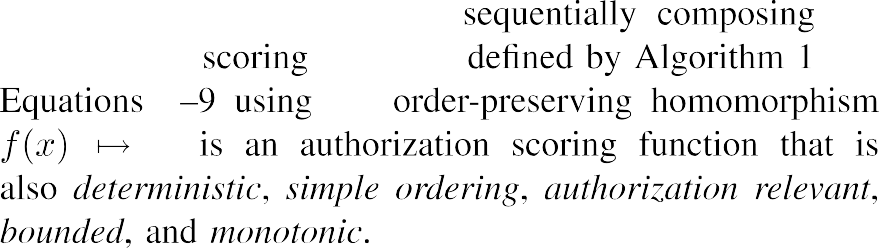 sequentially composing
scoring defined by Algorithm 1
Equations –9 using order-preserving homomorphism
f(x) ↦ is an authorization scoring function that is
also deterministic, simple ordering, authorization relevant,
bounded, and monotonic.